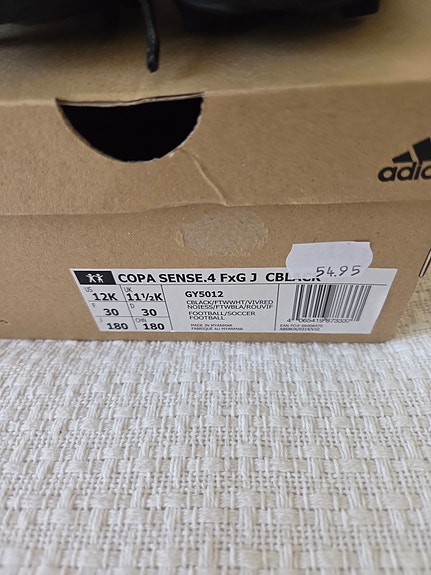 adidas
54.95
COPA SENSE.4 FxG J CBLACK
US 12K UK 11½K
F 30 D 30
J 180 CHN 180
GY5012
CBLACK/FTWWHT/VIVRED
NOIESS/FTWBLA/ROUVIF
FOOTBALL/SOCCER
FOOTBALL
MADE IN MYANMAR
FABRIQUÉ AU MYANMAR